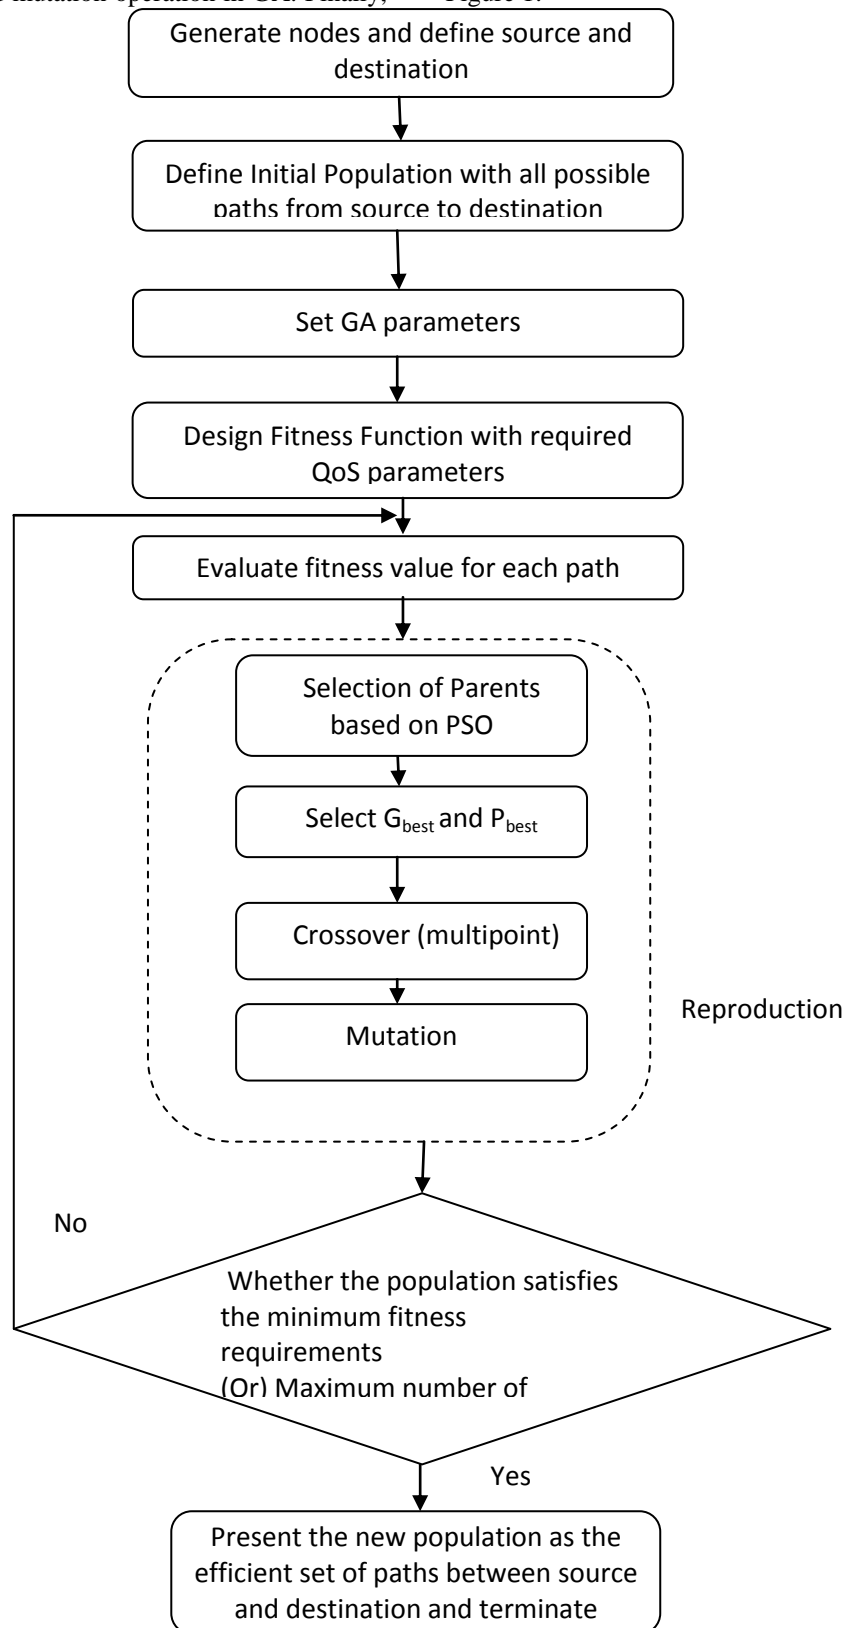 mutation operation in GA. Finally, Figure 1.
Generate nodes and define source and
destination
Define Initial Population with all possible
paths from source to destination
Set GA parameters
Design Fitness Function with required
QoS parameters
Evaluate fitness value for each path
Selection of Parents
based on PSO
Select Gbest and Pbest
Crossover (multipoint)
Mutation
Reproduction
No
Whether the population satisfies
the minimum fitness
requirements
(Or) Maximum number of
Yes
Present the new population as the
efficient set of paths between source
and destination and terminate